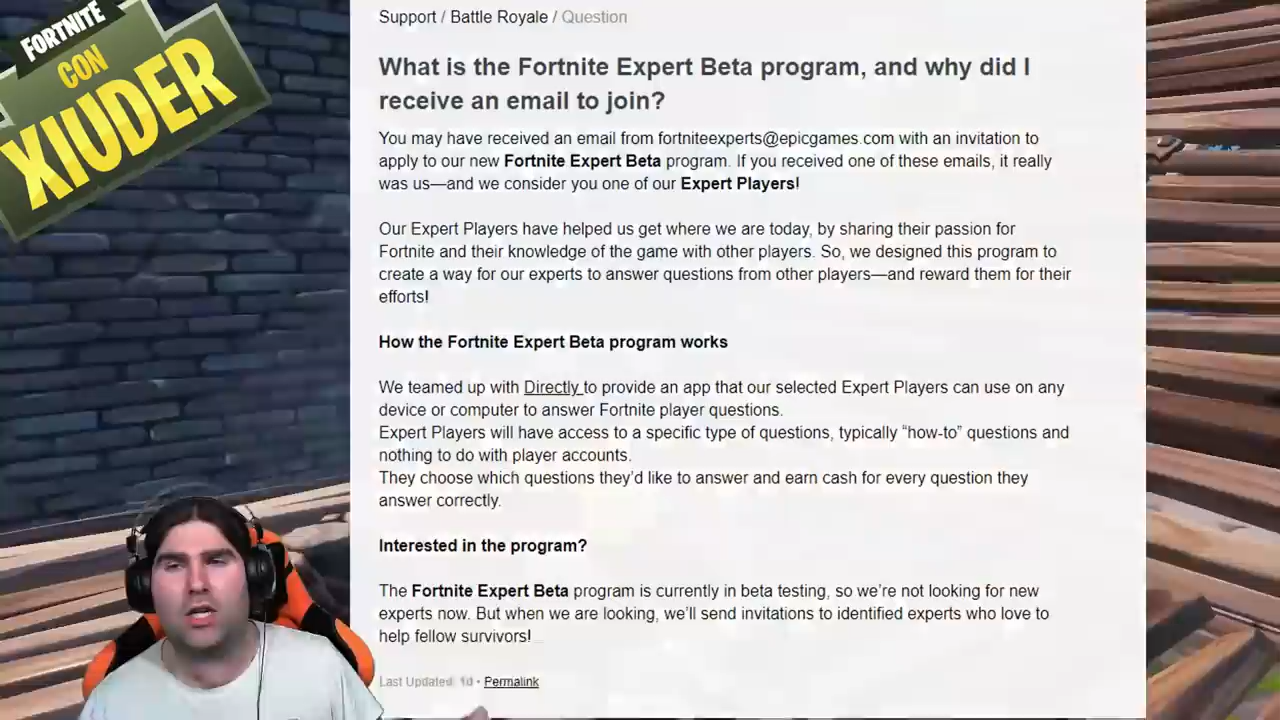 FORTNITE
CON
XIUDER
Support / Battle Royale / Question
What is the Fortnite Expert Beta program, and why did I
receive an email to join?
You may have received an email from fortniteexperts@epicgames.com with an invitation to
apply to our new Fortnite Expert Beta program. If you received one of these emails, it really
was us—and we consider you one of our Expert Players!
Our Expert Players have helped us get where we are today, by sharing their passion for
Fortnite and their knowledge of the game with other players. So, we designed this program to
create a way for our experts to answer questions from other players—and reward them for their
efforts!
How the Fortnite Expert Beta program works
We teamed up with Directly to provide an app that our selected Expert Players can use on any
device or computer to answer Fortnite player questions.
Expert Players will have access to a specific type of questions, typically “how-to” questions and
nothing to do with player accounts.
They choose which questions they’d like to answer and earn cash for every question they
answer correctly.
Interested in the program?
The Fortnite Expert Beta program is currently in beta testing, so we’re not looking for new
experts now. But when we are looking, we’ll send invitations to identified experts who love to
help fellow survivors!
Last Updated: 1d · Permalink